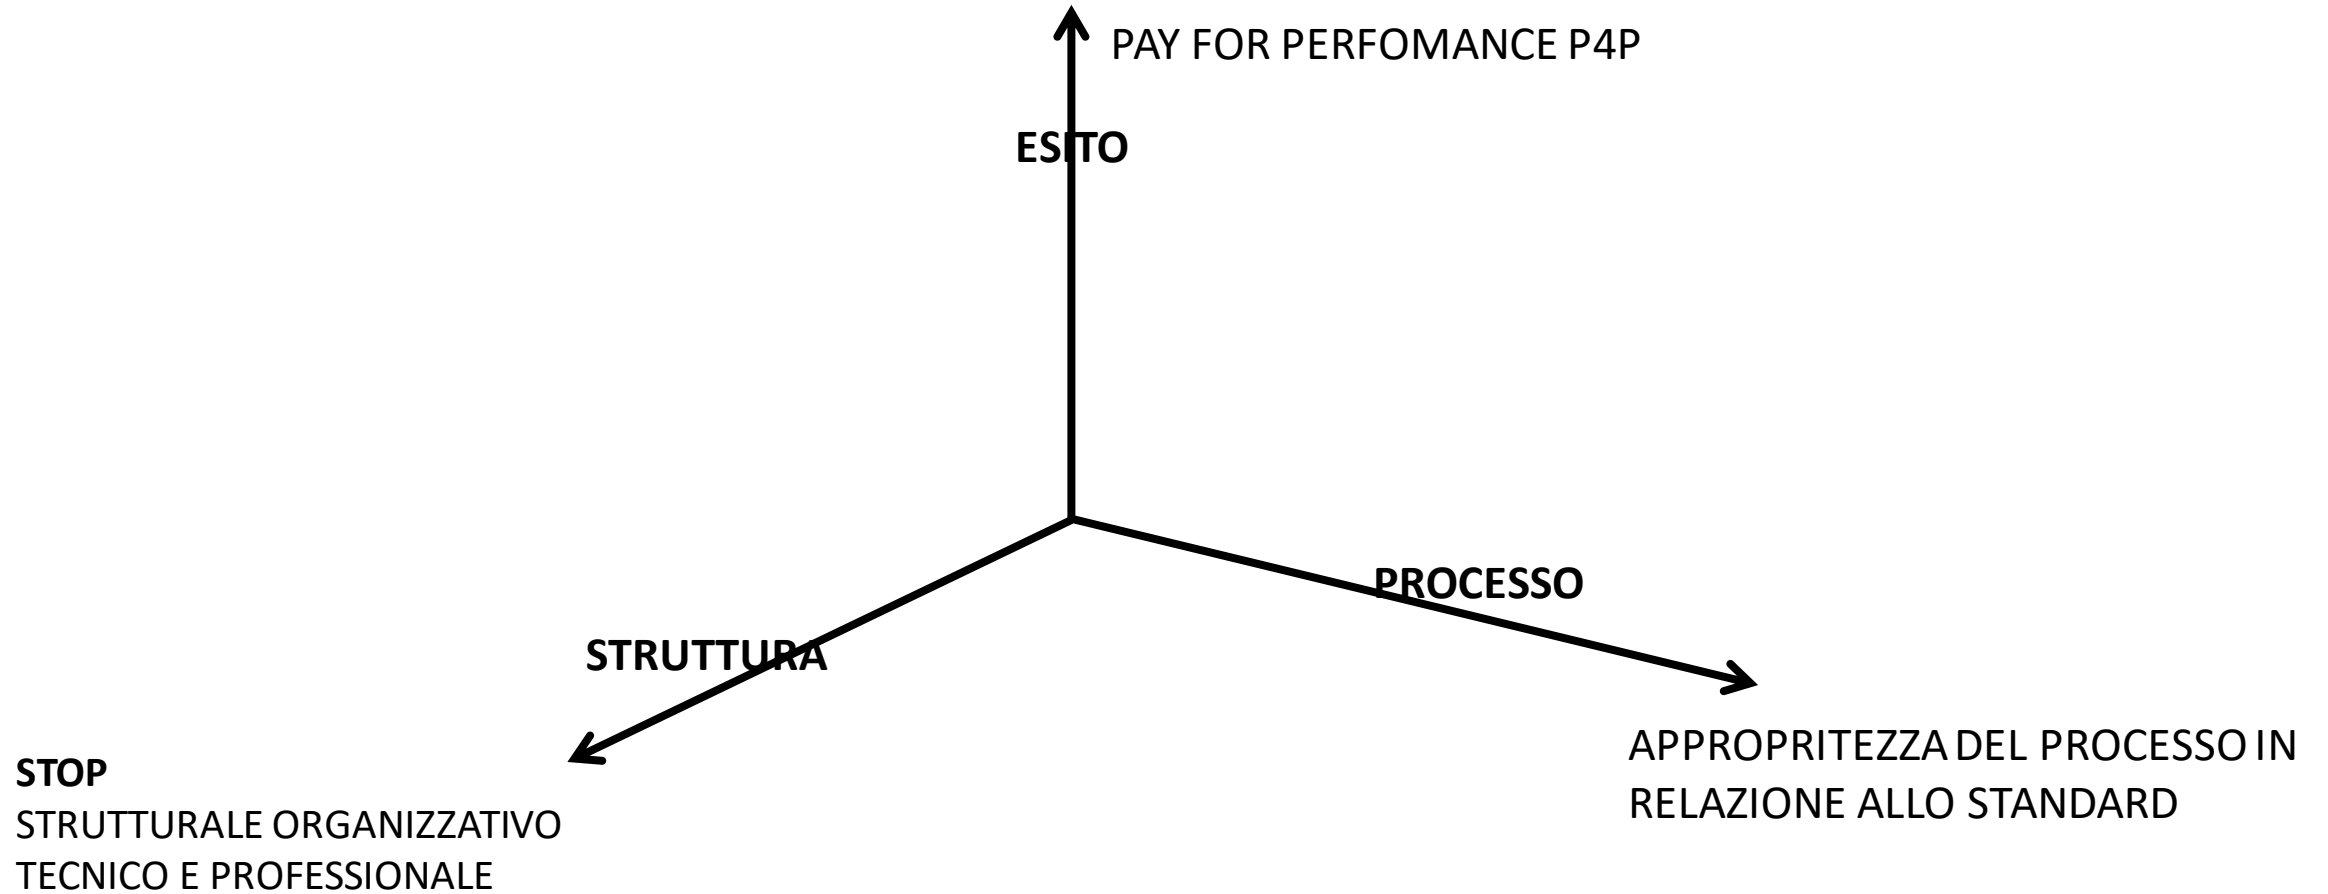 PAY FOR PERFOMANCE P4P
ESITO
PROCESSO
STRUTTURA
APPROPRITEZZA DEL PROCESSO IN
RELAZIONE ALLO STANDARD
STOP
STRUTTURALE ORGANIZZATIVO
TECNICO E PROFESSIONALE